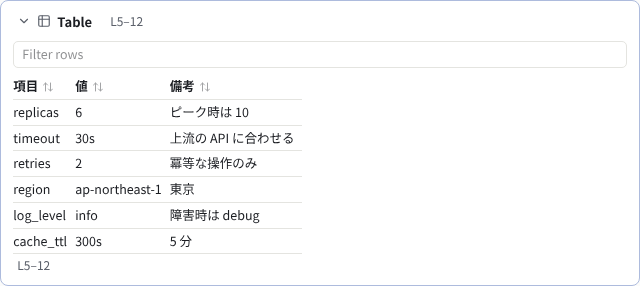 Table L5–12
Filter rows
項目 値 備考
replicas 6 ピーク時は 10
timeout 30s 上流の API に合わせる
retries 2 冪等な操作のみ
region ap-northeast-1 東京
log_level info 障害時は debug
cache_ttl 300s 5 分
L5–12